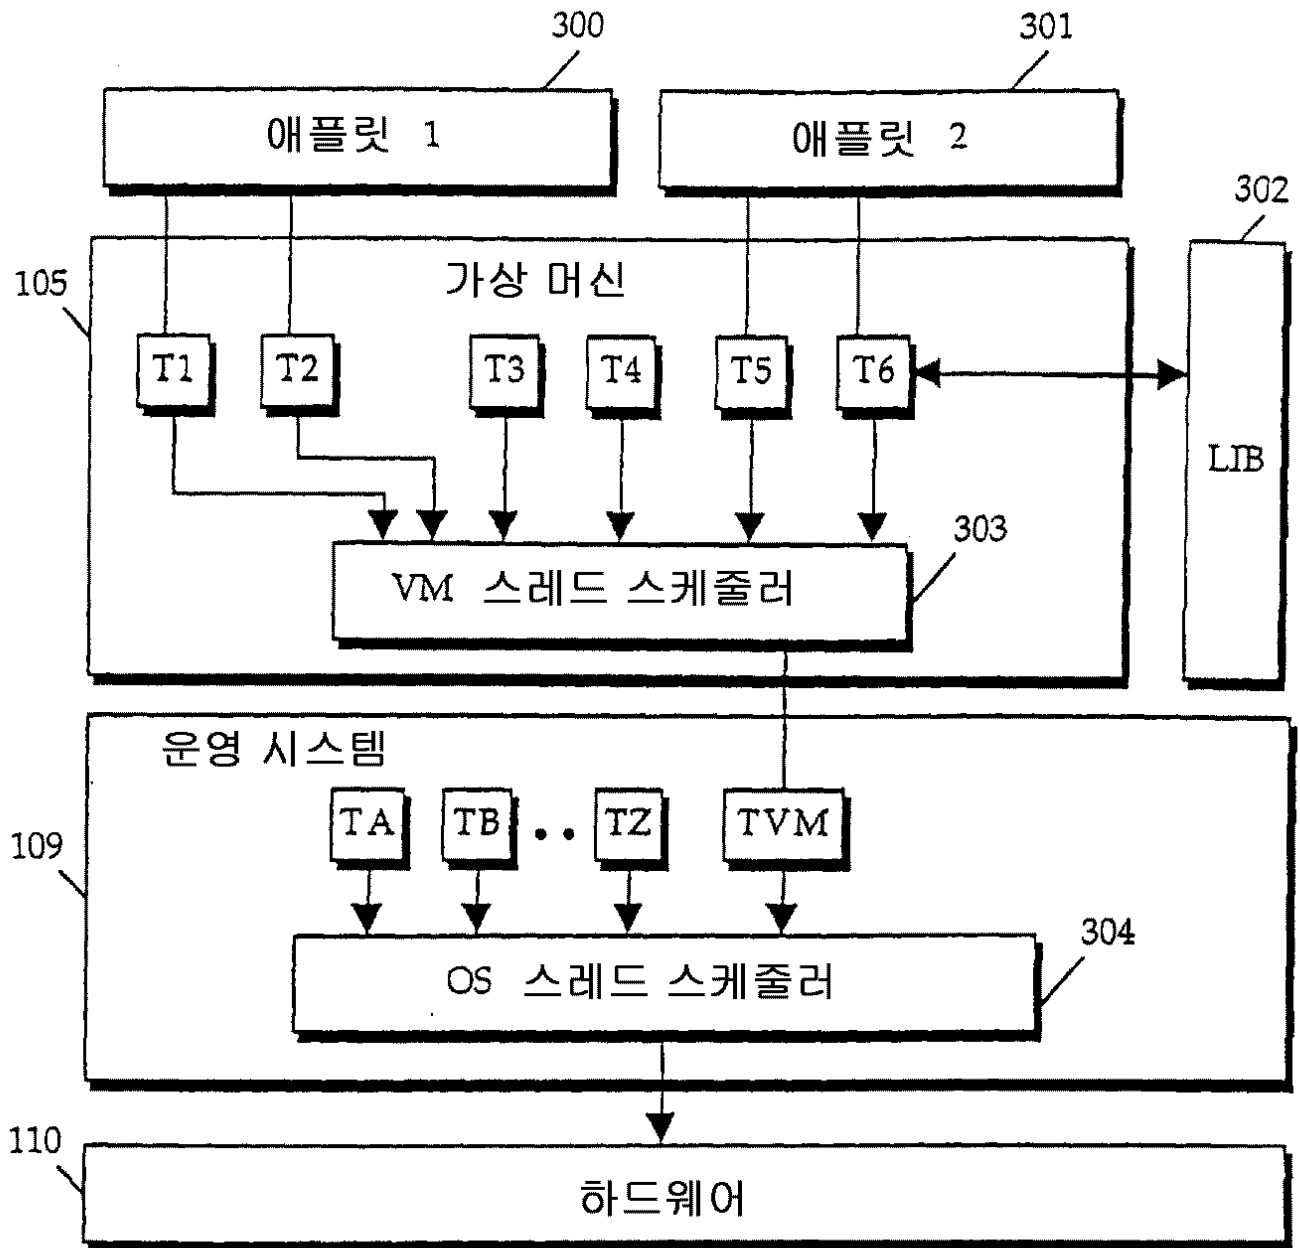 300
301
애플릿 1
애플릿 2
302
105
가상 머신
T1 T2 T3 T4 T5 T6
LIB
303
VM 스레드 스케줄러
운영 시스템
TA TB .. TZ TVM
109
304
OS 스레드 스케줄러
110
하드웨어